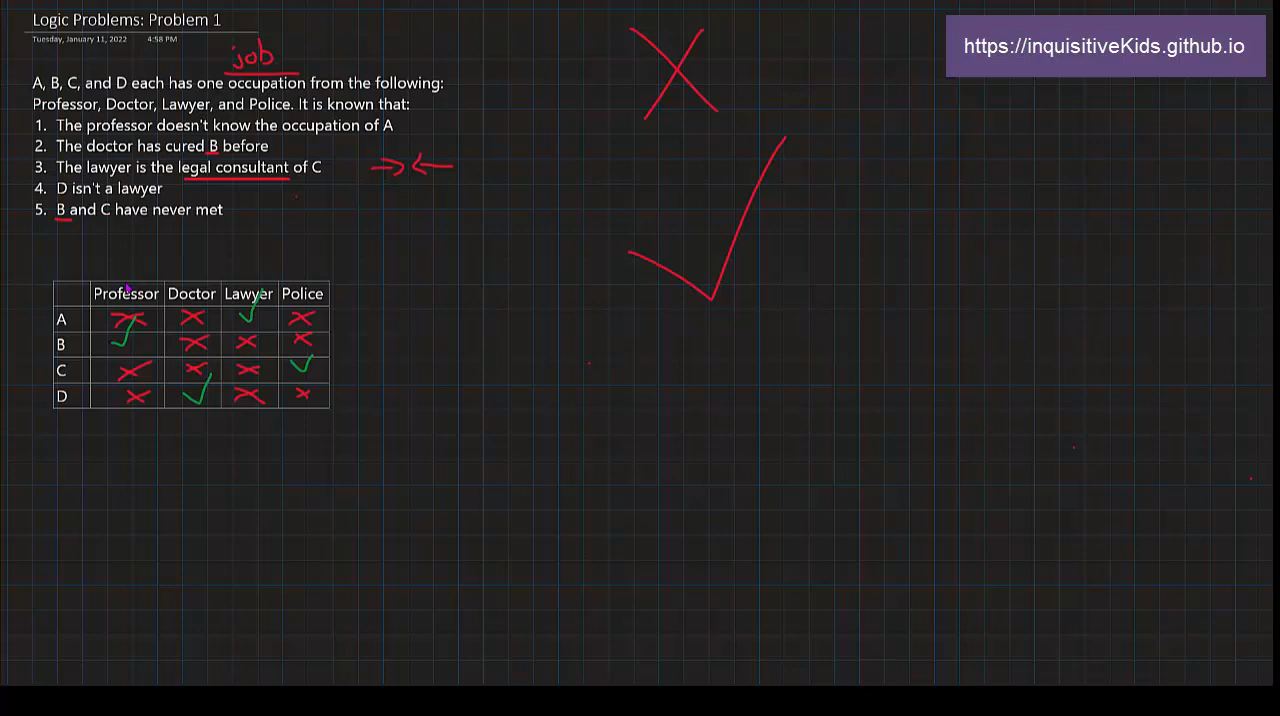 Logic Problems: Problem 1
Tuesday, January 11, 2022 4:58 PM
https://inquisitiveKids.github.io
job
A, B, C, and D each has one occupation from the following:
Professor, Doctor, Lawyer, and Police. It is known that:
1. The professor doesn't know the occupation of A
2. The doctor has cured B before
3. The lawyer is the legal consultant of C
4. D isn't a lawyer
5. B and C have never met
Professor Doctor Lawyer Police
A
B
C
D